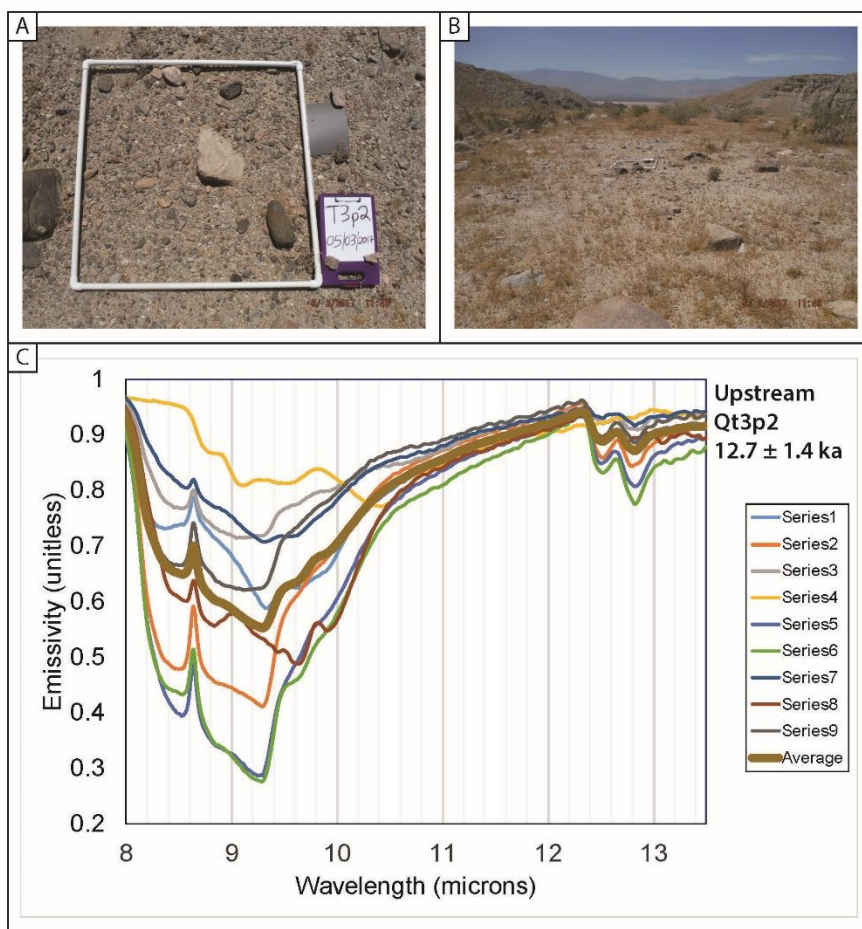 A
T3p2
05/03/2017
B
C
Upstream
Qt3p2
12.7 ± 1.4 ka
1
0.9
0.8
0.7
0.6
0.5
0.4
0.3
0.2
Emissivity (unitless)
8 9 10 11 12 13
Wavelength (microns)
Series1
Series2
Series3
Series4
Series5
Series6
Series7
Series8
Series9
Average